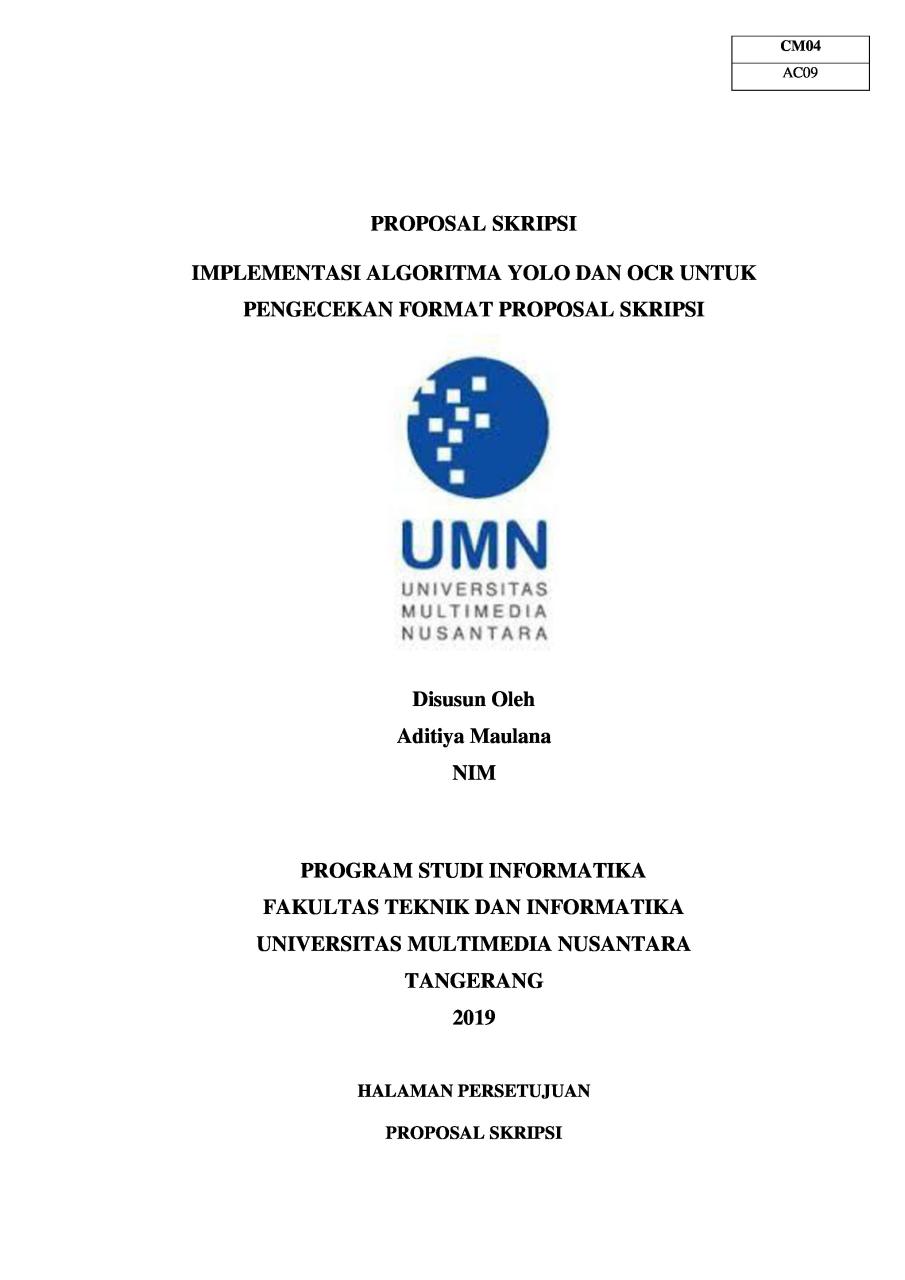 CM04
AC09
PROPOSAL SKRIPSI
IMPLEMENTASI ALGORITMA YOLO DAN OCR UNTUK
PENGECEKAN FORMAT PROPOSAL SKRIPSI
UMN
UNIVERSITAS
MULTIMEDIA
NUSANTARA
Disusun Oleh
Aditiya Maulana
NIM
PROGRAM STUDI INFORMATIKA
FAKULTAS TEKNIK DAN INFORMATIKA
UNIVERSITAS MULTIMEDIA NUSANTARA
TANGERANG
2019
HALAMAN PERSETUJUAN
PROPOSAL SKRIPSI